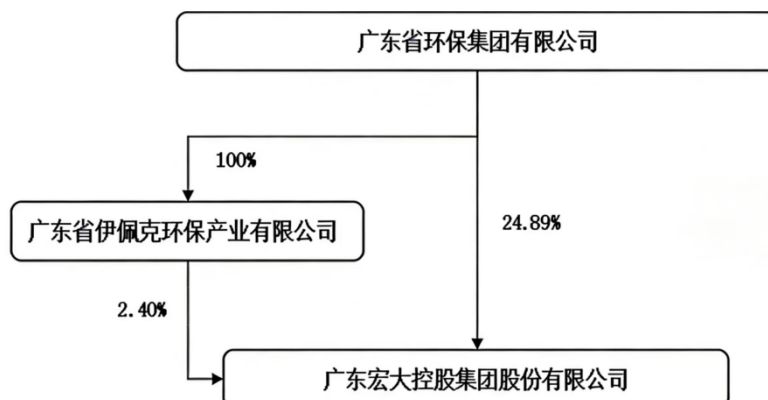 广东省环保集团有限公司
100%
24.89%
广东省伊佩克环保产业有限公司
2.40%
广东宏大控股集团股份有限公司